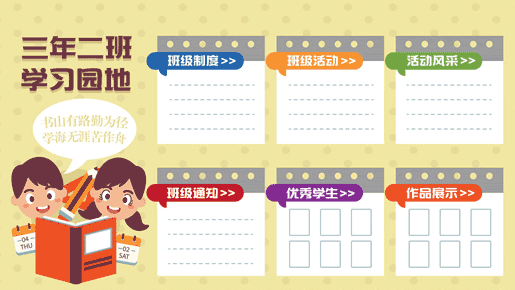 三年二班
学习园地
书山有路勤为径
学海无涯苦作舟
04
THU
02
SAT
班级制度>>
班级活动>>
活动风采>>
班级通知>>
优秀学生>>
作品展示>>